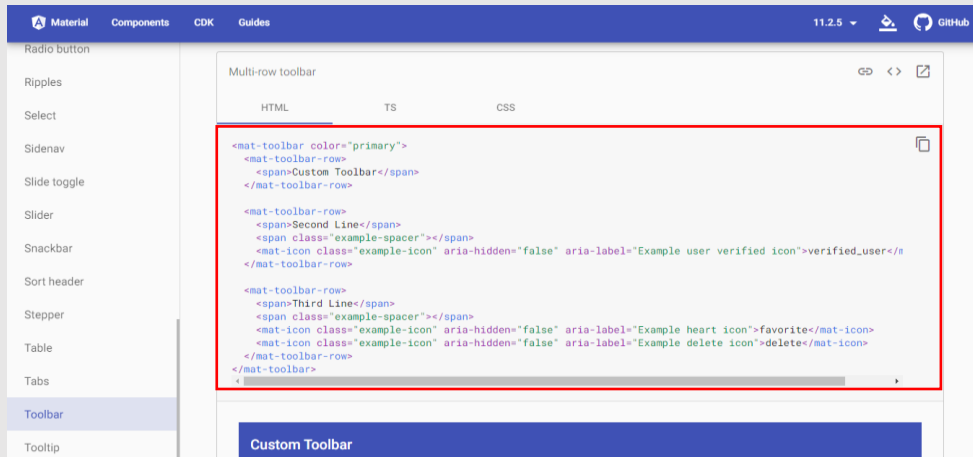 Material Components CDK Guides 11.2.5 GitHub
Radio button
Ripples
Select
Sidenav
Slide toggle
Slider
Snackbar
Sort header
Stepper
Table
Tabs
Toolbar
Tooltip
Multi-row toolbar
HTML TS CSS
<mat-toolbar color="primary">
  <mat-toolbar-row>
    <span>Custom Toolbar</span>
  </mat-toolbar-row>
  <mat-toolbar-row>
    <span>Second Line</span>
    <span class="example-spacer"></span>
    <mat-icon class="example-icon" aria-hidden="false" aria-label="Example user verified icon">verified_user</m
  </mat-toolbar-row>
  <mat-toolbar-row>
    <span>Third Line</span>
    <span class="example-spacer"></span>
    <mat-icon class="example-icon" aria-hidden="false" aria-label="Example heart icon">favorite</mat-icon>
    <mat-icon class="example-icon" aria-hidden="false" aria-label="Example delete icon">delete</mat-icon>
  </mat-toolbar-row>
</mat-toolbar>
Custom Toolbar